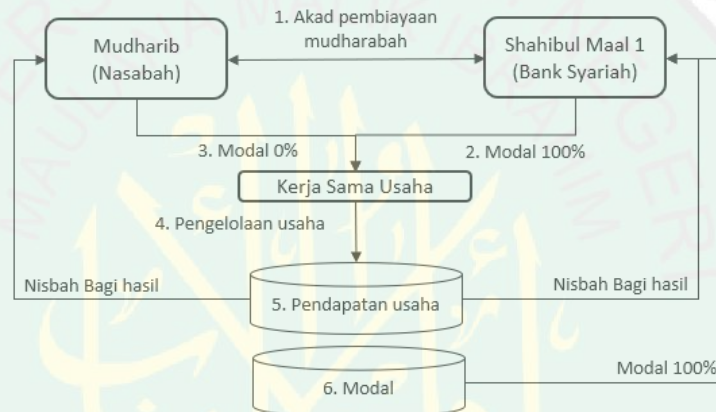 1. Akad pembiayaan
mudharabah
Mudharib
(Nasabah)
Shahibul Maal 1
(Bank Syariah)
3. Modal 0%
2. Modal 100%
Kerja Sama Usaha
4. Pengelolaan usaha
Nisbah Bagi hasil
5. Pendapatan usaha
Nisbah Bagi hasil
6. Modal
Modal 100%